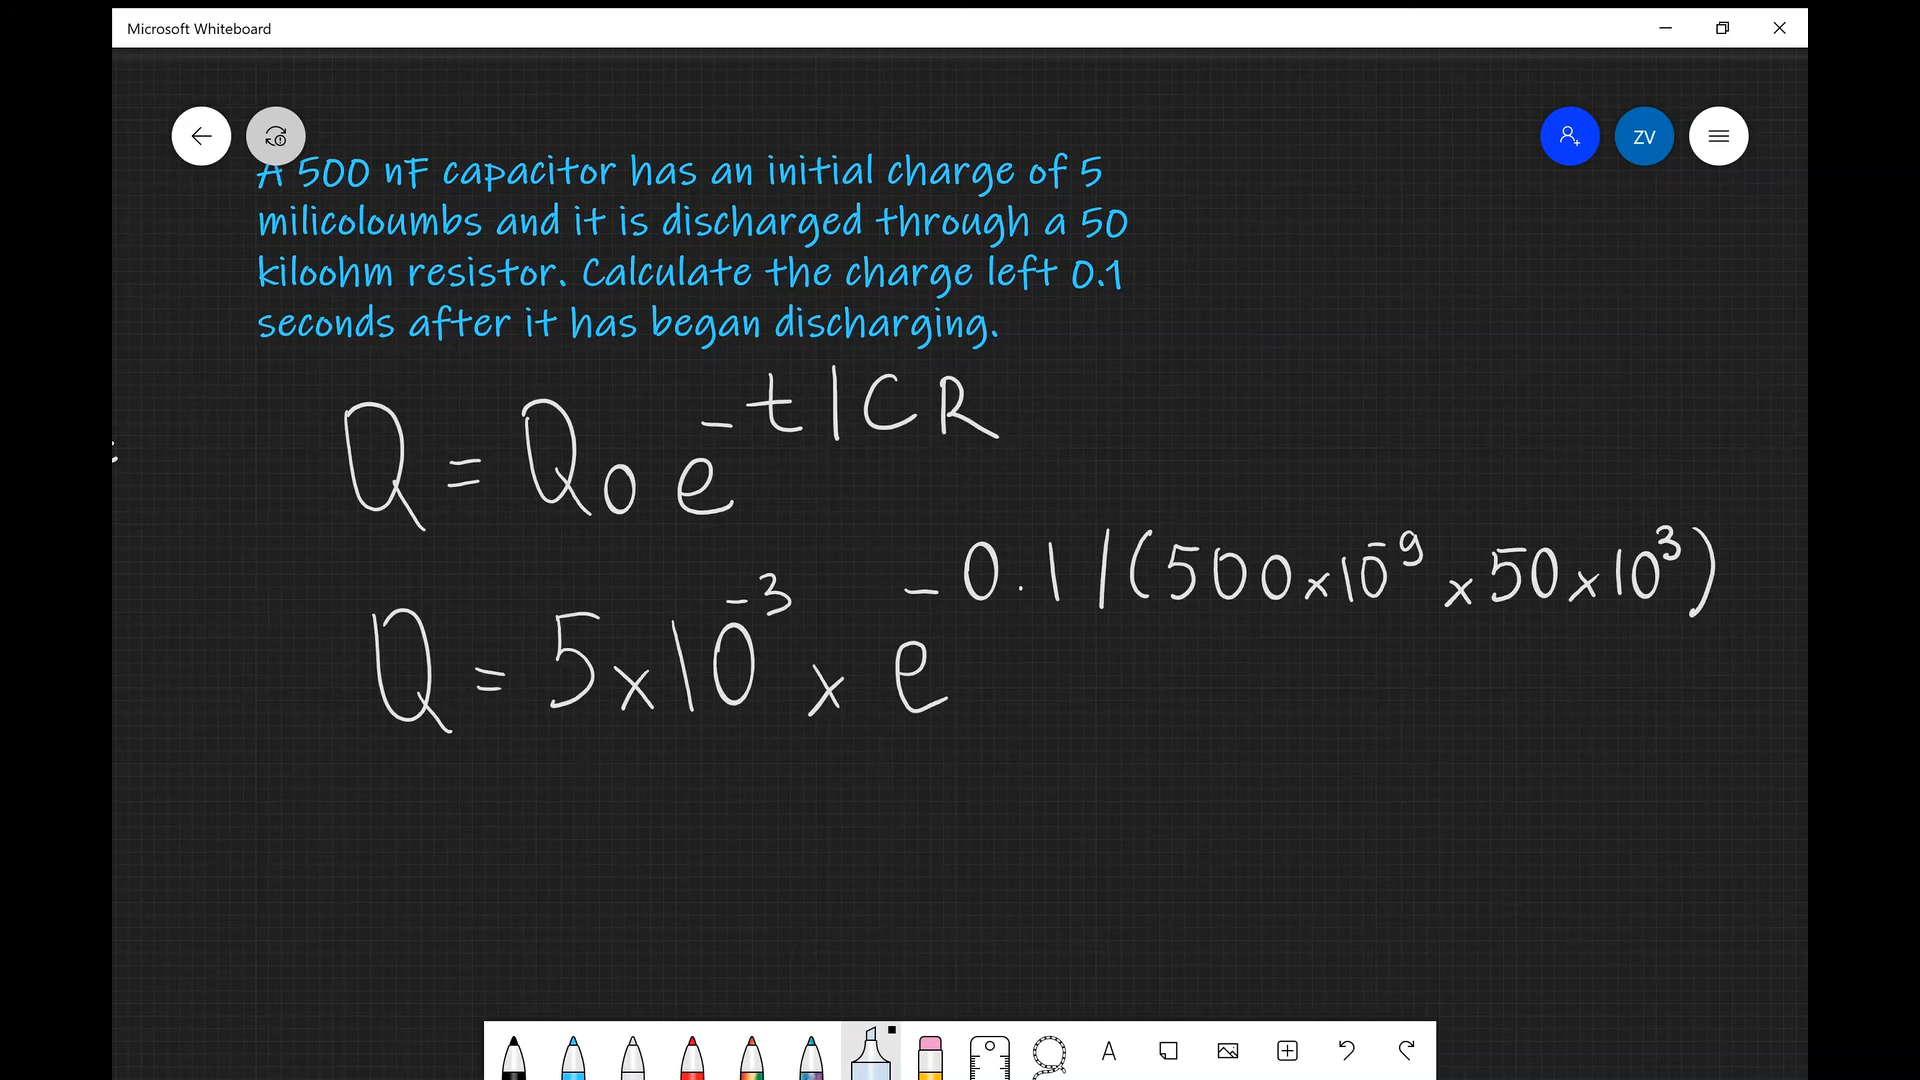 Microsoft Whiteboard
ZV
A 500 nF capacitor has an initial charge of 5
milicoloumbs and it is discharged through a 50
kiloohm resistor. Calculate the charge left 0.1
seconds after it has began discharging.
Q = Q₀ e^(-t/CR)
Q = 5×10⁻³ × e^(-0.1/(500×10⁻⁹ ×50×10³))
A